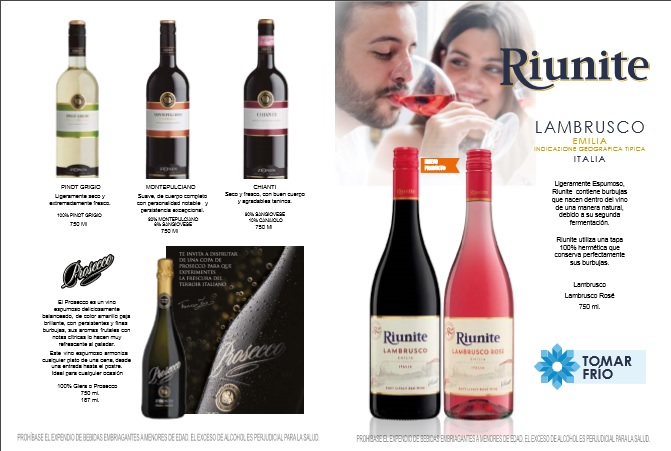 PINOT GRIGIO
Ligeramente seco y
extremadamente fresco.
100% PINOT GRIGIO
750 Ml
MONTEPULCIANO
Suave, de cuerpo completo
con personalidad notable y
persistencia excepcional.
750 Ml
CHIANTI
Seco y fresco, con buen cuerpo
y agradables taninos.
90% SANGIOVESE
10% CANAIOLO
750 Ml
Prosecco
El Prosecco es un vino
espumoso deliciosamente
balanceado, de color amarillo paja
brillante, con persistentes y finas
burbujas, sus aromas frutales con
notas cítricas lo hacen muy
refrescante al paladar.
Este vino espumoso armoniza
cualquier plato de una cena, desde
una entrada hasta el postre.
Ideal para cualquier ocasión
100% Glera o Prosecco
750 ml.
187 ml.
TE INVITA A DISFRUTAR
DE UNA COPA DE
PROSECCO PARA QUE
EXPERIMENTES
LA FRESCURA DEL
TERROIR ITALIANO
Prosecco
PROHÍBASE EL EXPENDIO DE BEBIDAS EMBRIAGANTES A MENORES DE EDAD. EL EXCESO DE ALCOHOL ES PERJUDICIAL PARA LA SALUD.
Riunite
LAMBRUSCO
EMILIA
INDICAZIONE GEOGRAFICA TIPICA
ITALIA
NUEVO
PRODUCTO
Ligeramente Espumoso,
Riunite contiene burbujas
que nacen dentro del vino
de una manera natural,
debido a su segunda
fermentación.
Riunite utiliza una tapa
100% hermética que
conserva perfectamente
sus burbujas.
Lambrusco
Lambrusco Rosé
750 ml.
Riunite
LAMBRUSCO
EMILIA
ITALIA
Riunite
LAMBRUSCO ROSÉ
EMILIA
ITALIA
TOMAR
FRÍO
PROHÍBASE EL EXPENDIO DE BEBIDAS EMBRIAGANTES A MENORES DE EDAD. EL EXCESO DE ALCOHOL ES PERJUDICIAL PARA LA SALUD.